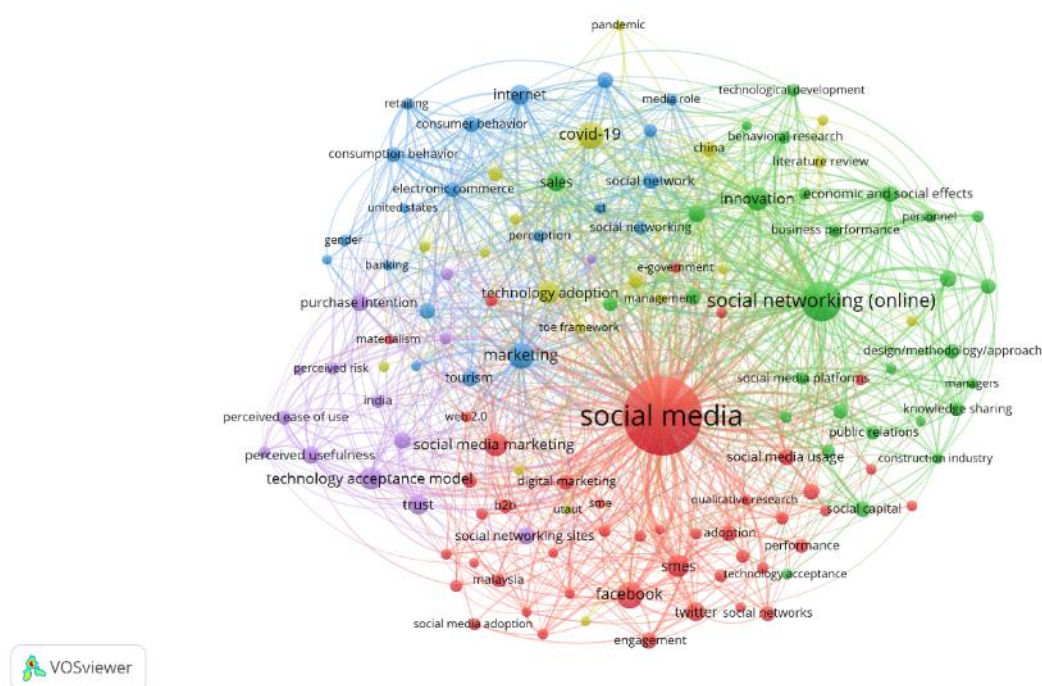 pandemic
technological development
internet
media role
retailing
consumer behavior
covid-19
behavioral research
china
consumption behavior
literature review
sales
social network
electronic commerce
innovation
economic and social effects
united states
ict
personnel
social networking
business performance
perception
gender
banking
e-government
technology adoption
management
social networking (online)
purchase intention
toe framework
materialism
marketing
design/methodology/approach
perceived risk
tourism
social media platforms
managers
india
perceived ease of use
web 2.0
social media
knowledge sharing
public relations
social media marketing
perceived usefulness
social media usage
construction industry
technology acceptance model
digital marketing
qualitative research
trust
b2b
utaut
sme
social capital
social networking sites
adoption
performance
smes
malaysia
technology acceptance
facebook
twitter
social networks
social media adoption
engagement
VOSviewer